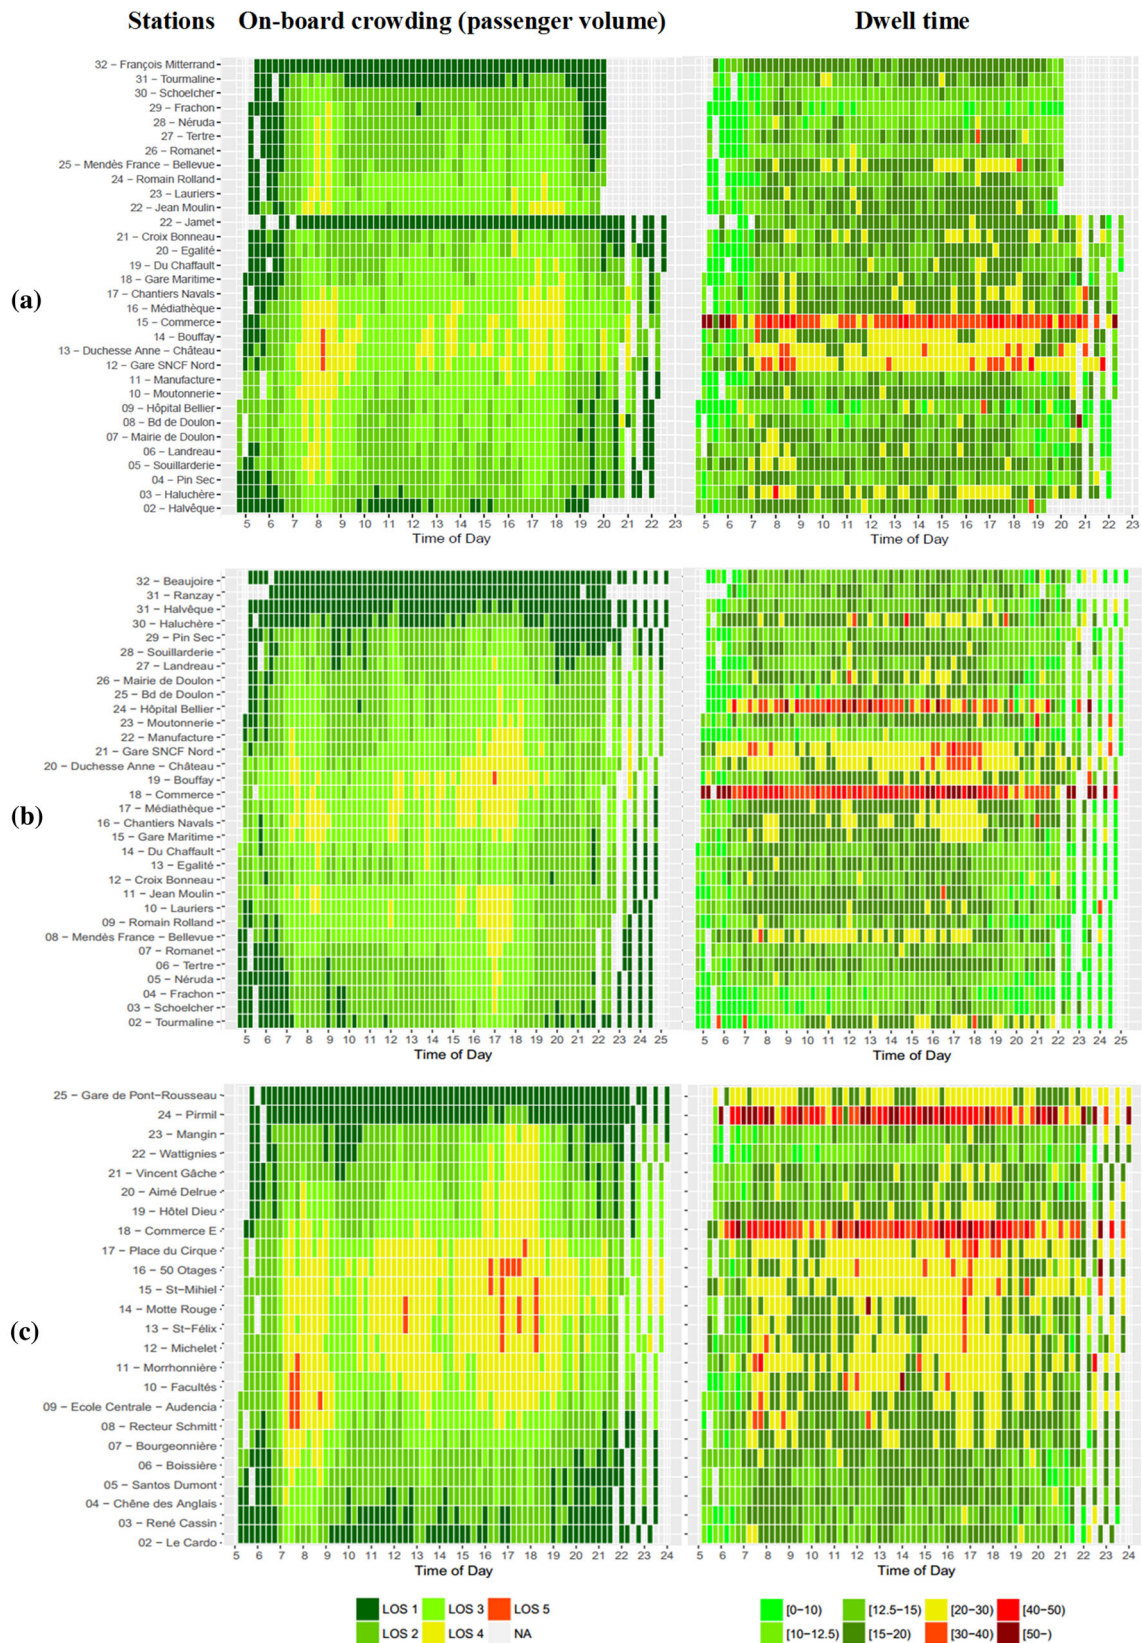 Stations On-board crowding (passenger volume) Dwell time
(a)
32 – François Mitterrand
31 – Tourmaline
30 – Schoelcher
29 – Frachon
28 – Néruda
27 – Tertre
26 – Romanet
25 – Mendès France – Bellevue
24 – Romain Rolland
23 – Lauriers
22 – Jean Moulin
22 – Jamet
21 – Croix Bonneau
20 – Egalité
19 – Du Chaffault
18 – Gare Maritime
17 – Chantiers Navals
16 – Médiathèque
15 – Commerce
14 – Bouffay
13 – Duchesse Anne – Château
12 – Gare SNCF Nord
11 – Manufacture
10 – Moutonnerie
09 – Hôpital Bellier
08 – Bd de Doulon
07 – Mairie de Doulon
06 – Landreau
05 – Souillarderie
04 – Pin Sec
03 – Haluchère
02 – Halvêque
5 6 7 8 9 10 11 12 13 14 15 16 17 18 19 20 21 22 23
Time of Day
5 6 7 8 9 10 11 12 13 14 15 16 17 18 19 20 21 22 23
Time of Day
(b)
32 – Beaujoire
31 – Ranzay
31 – Halvêque
30 – Haluchère
29 – Pin Sec
28 – Souillarderie
27 – Landreau
26 – Mairie de Doulon
25 – Bd de Doulon
24 – Hôpital Bellier
23 – Moutonnerie
22 – Manufacture
21 – Gare SNCF Nord
20 – Duchesse Anne – Château
19 – Bouffay
18 – Commerce
17 – Médiathèque
16 – Chantiers Navals
15 – Gare Maritime
14 – Du Chaffault
13 – Egalité
12 – Croix Bonneau
11 – Jean Moulin
10 – Lauriers
09 – Romain Rolland
08 – Mendès France – Bellevue
07 – Romanet
06 – Tertre
05 – Néruda
04 – Frachon
03 – Schoelcher
02 – Tourmaline
5 6 7 8 9 10 11 12 13 14 15 16 17 18 19 20 21 22 23 24 25
Time of Day
5 6 7 8 9 10 11 12 13 14 15 16 17 18 19 20 21 22 23 24 25
Time of Day
(c)
25 – Gare de Pont–Rousseau
24 – Pirmil
23 – Mangin
22 – Wattignies
21 – Vincent Gâche
20 – Aimé Delrue
19 – Hôtel Dieu
18 – Commerce E
17 – Place du Cirque
16 – 50 Otages
15 – St–Mihiel
14 – Motte Rouge
13 – St–Félix
12 – Michelet
11 – Morrhonnière
10 – Facultés
09 – Ecole Centrale – Audencia
08 – Recteur Schmitt
07 – Bourgeonnière
06 – Boissière
05 – Santos Dumont
04 – Chêne des Anglais
03 – René Cassin
02 – Le Cardo
5 6 7 8 9 10 11 12 13 14 15 16 17 18 19 20 21 22 23 24
Time of Day
5 6 7 8 9 10 11 12 13 14 15 16 17 18 19 20 21 22 23 24
Time of Day
LOS 1 LOS 3 LOS 5
LOS 2 LOS 4 NA
[0–10) [12.5–15) [20–30) [40–50)
[10–12.5) [15–20) [30–40) [50–)